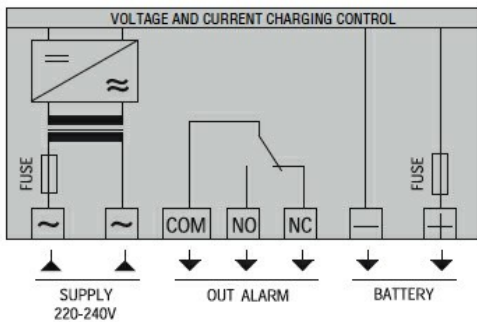 VOLTAGE AND CURRENT CHARGING CONTROL
FUSE
FUSE
~ ~ COM NO NC — +
SUPPLY
220-240V
OUT ALARM
BATTERY